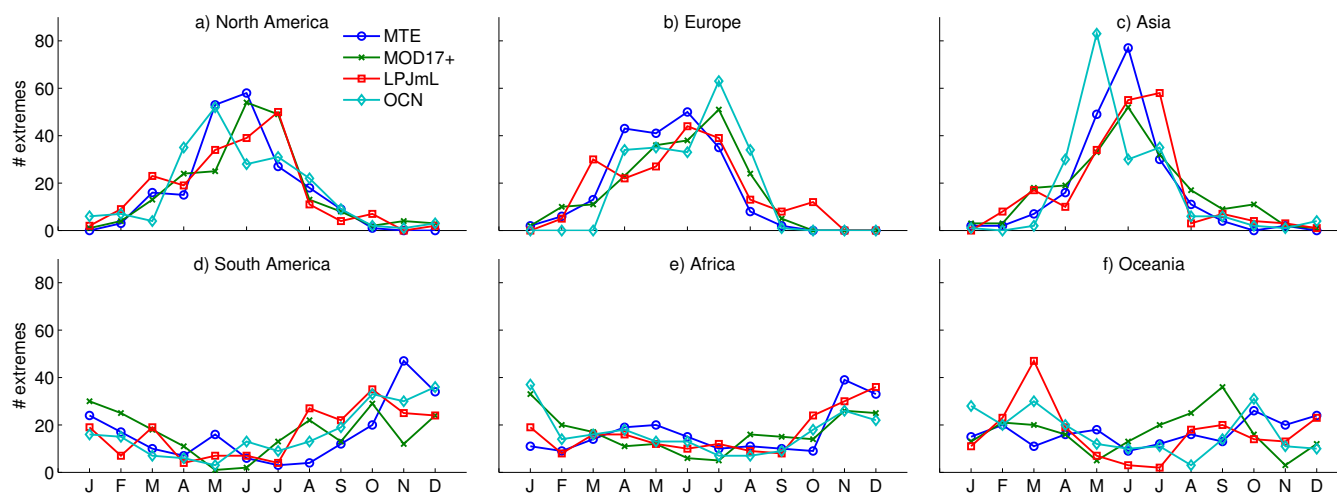 a) North America
b) Europe
c) Asia
MTE
MOD17+
LPJmL
OCN
# extremes
80
60
40
20
0
d) South America
e) Africa
f) Oceania
# extremes
80
60
40
20
0
J F M A M J J A S O N D
J F M A M J J A S O N D
J F M A M J J A S O N D